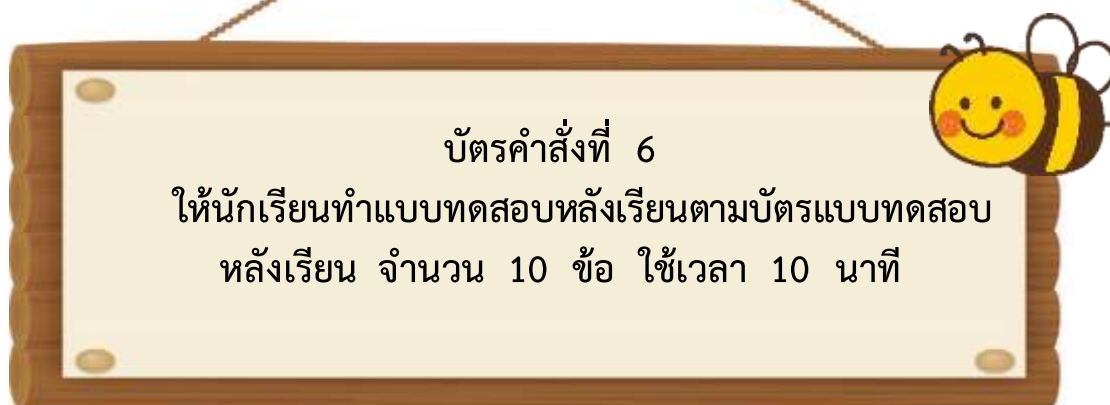 บัตรคำสั่งที่ 6
ให้นักเรียนทำแบบทดสอบหลังเรียนตามบัตรแบบทดสอบ
หลังเรียน จำนวน 10 ข้อ ใช้เวลา 10 นาที